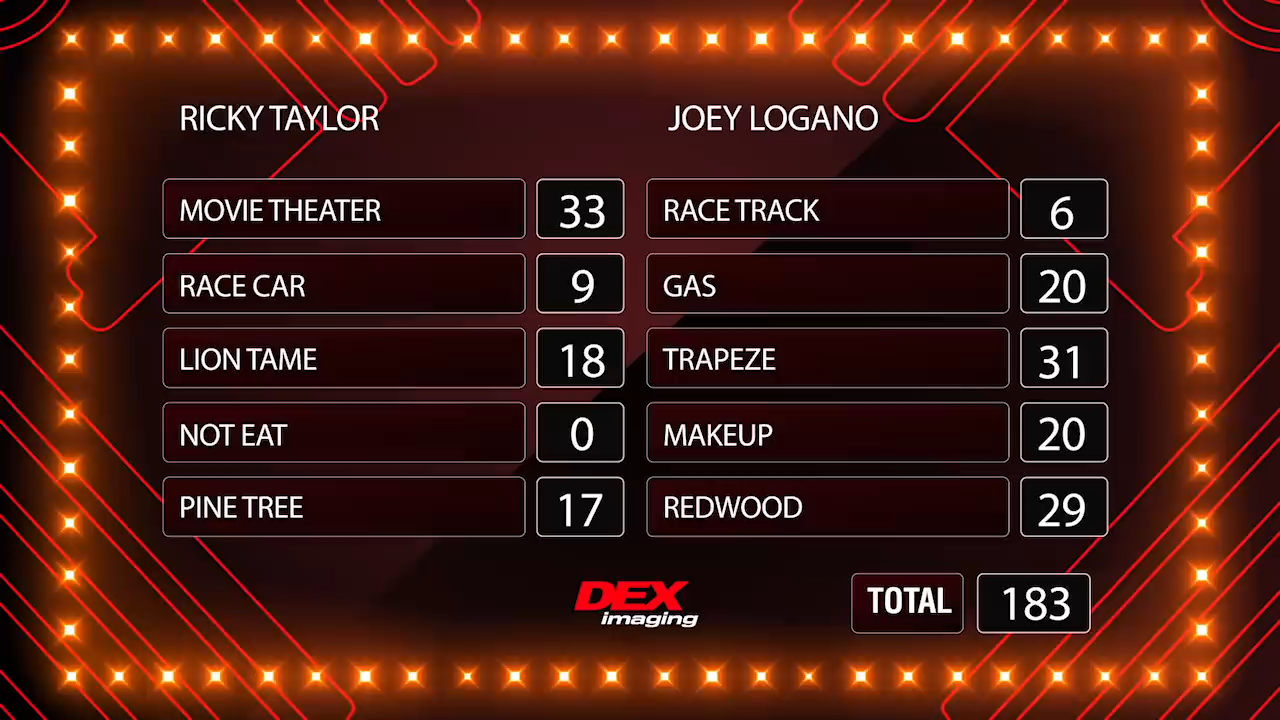 RICKY TAYLOR JOEY LOGANO
MOVIE THEATER 33 RACE TRACK 6
RACE CAR 9 GAS 20
LION TAME 18 TRAPEZE 31
NOT EAT 0 MAKEUP 20
PINE TREE 17 REDWOOD 29
DEX
imaging
TOTAL 183